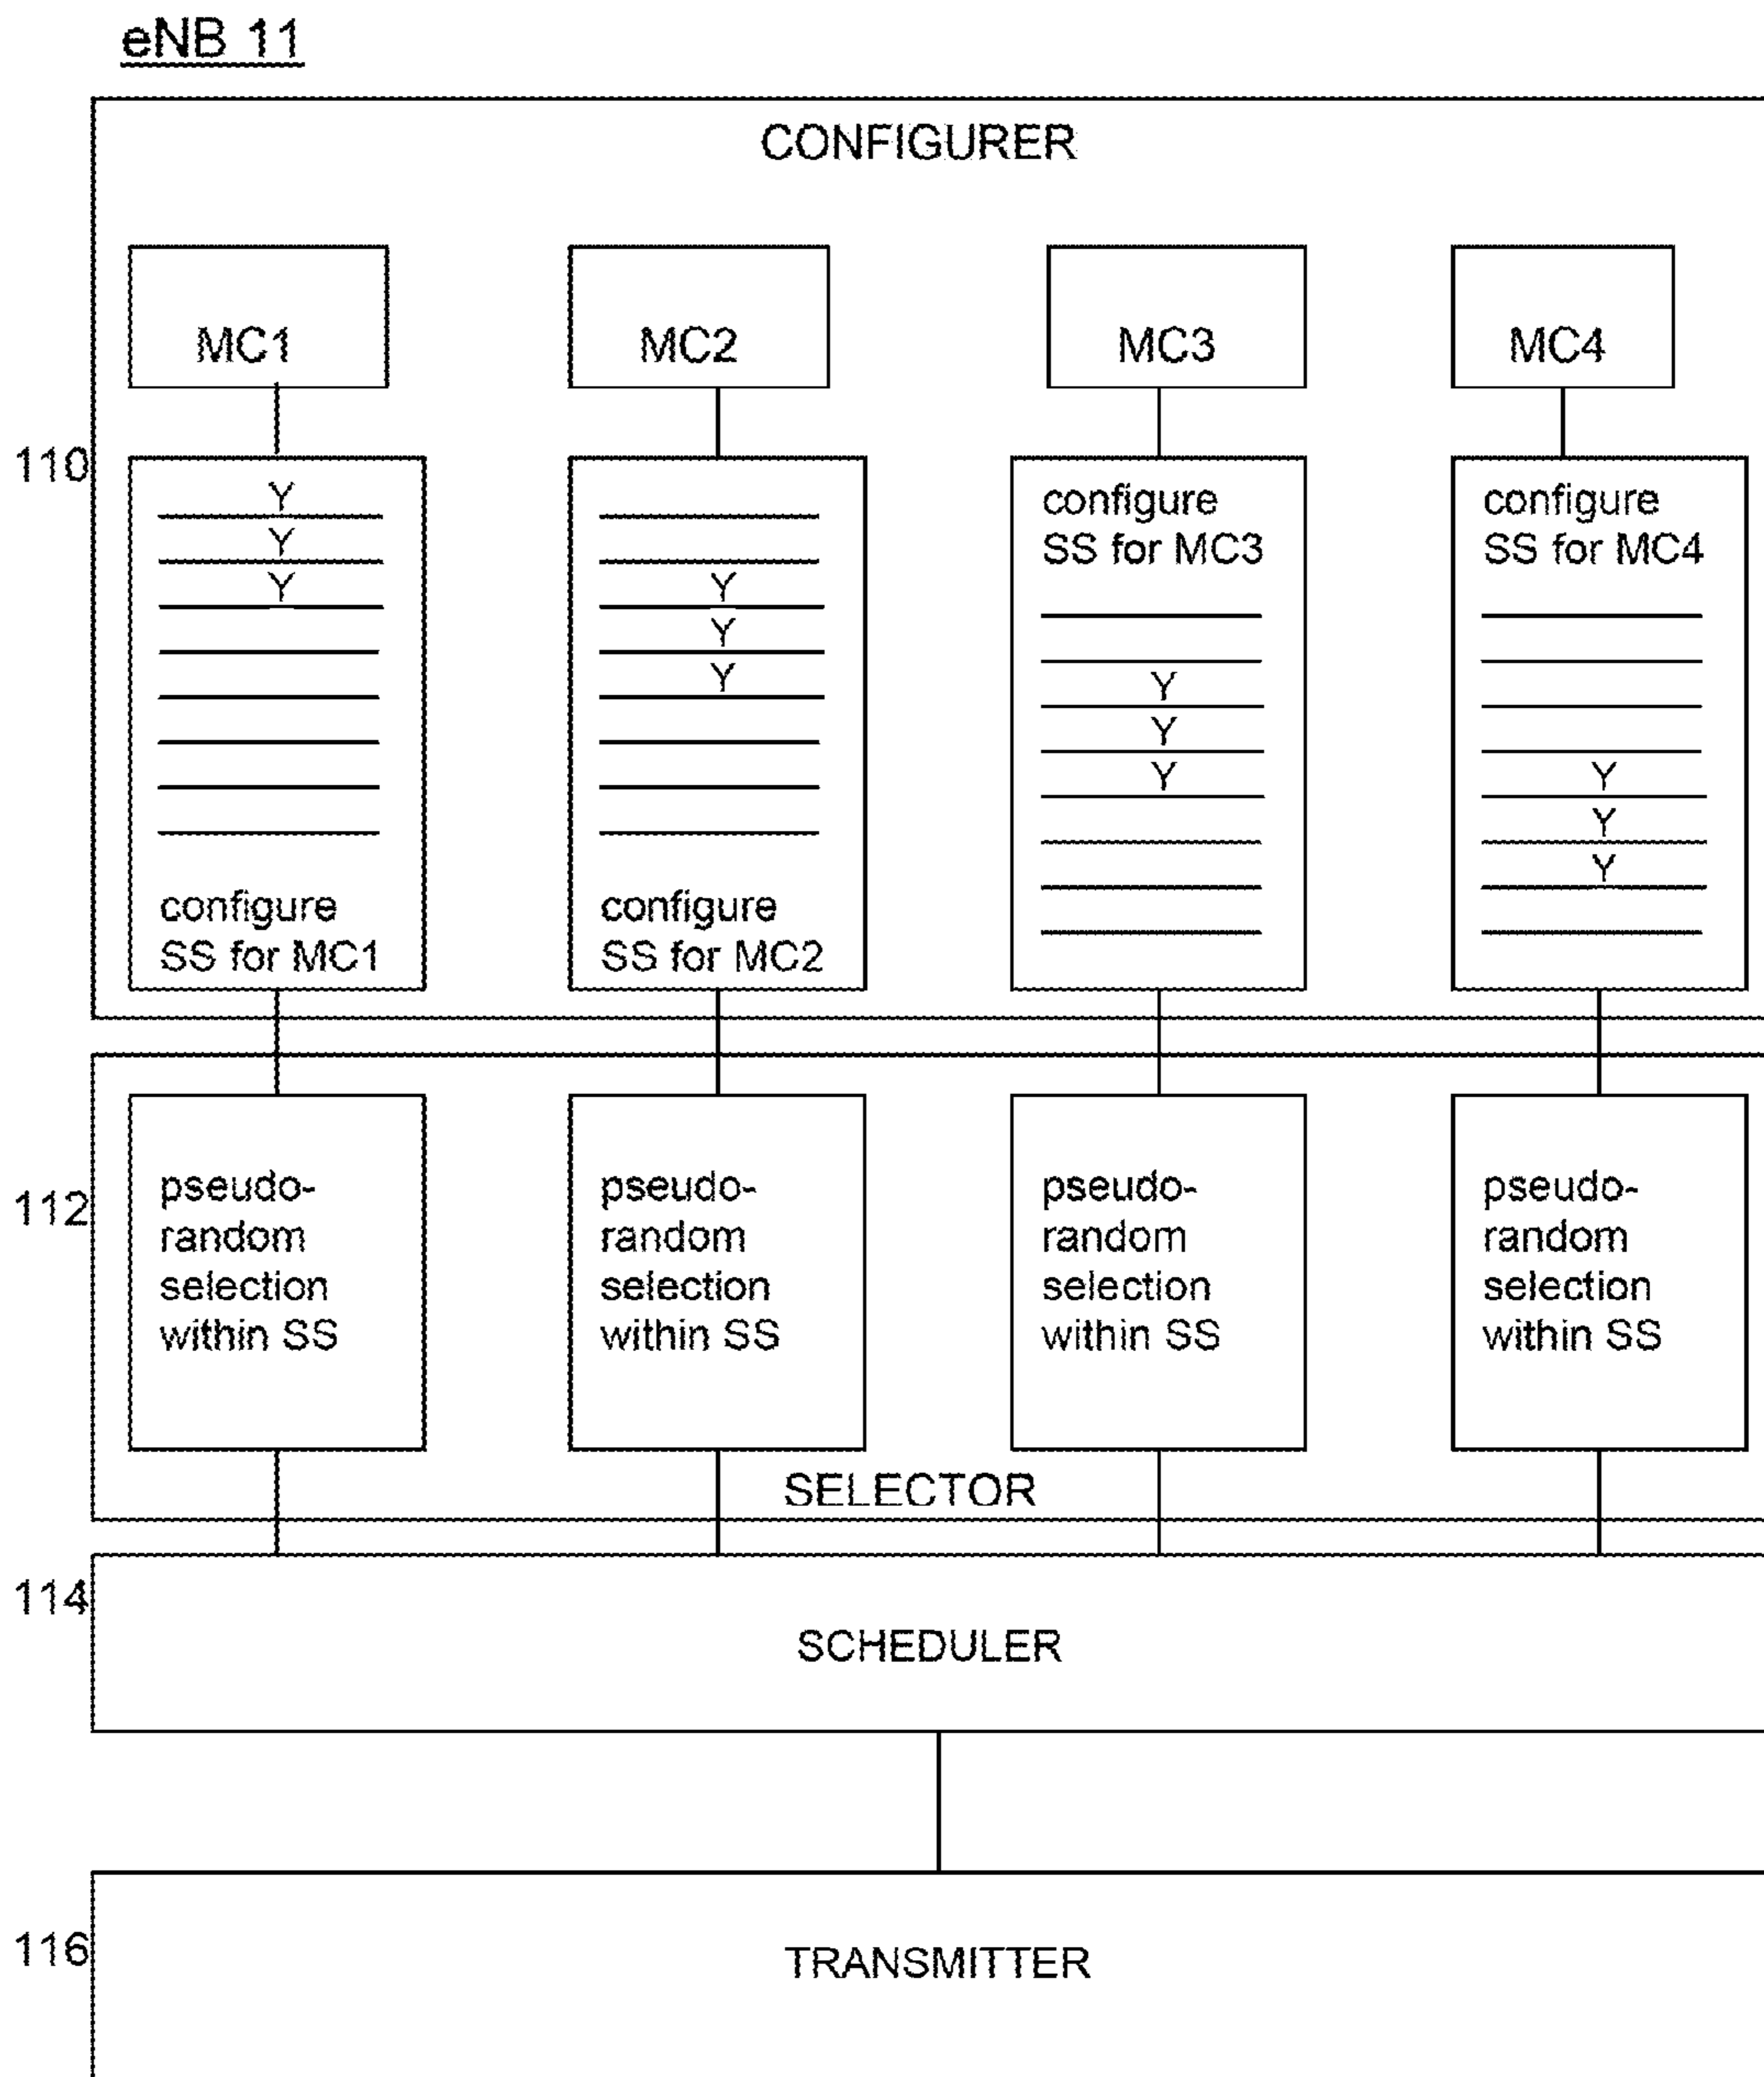 eNB 11
CONFIGURER
MC1
MC2
MC3
MC4
110
Y
Y
Y
configure
SS for MC1
Y
Y
Y
configure
SS for MC2
configure
SS for MC3
Y
Y
Y
configure
SS for MC4
Y
Y
Y
112
pseudo-
random
selection
within SS
pseudo-
random
selection
within SS
pseudo-
random
selection
within SS
pseudo-
random
selection
within SS
SELECTOR
114
SCHEDULER
116
TRANSMITTER